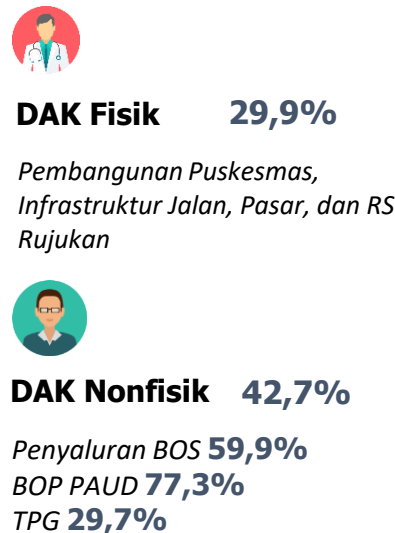 DAK Fisik 29,9%
Pembangunan Puskesmas,
Infrastruktur Jalan, Pasar, dan RS
Rujukan
DAK Nonfisik 42,7%
Penyaluran BOS 59,9%
BOP PAUD 77,3%
TPG 29,7%